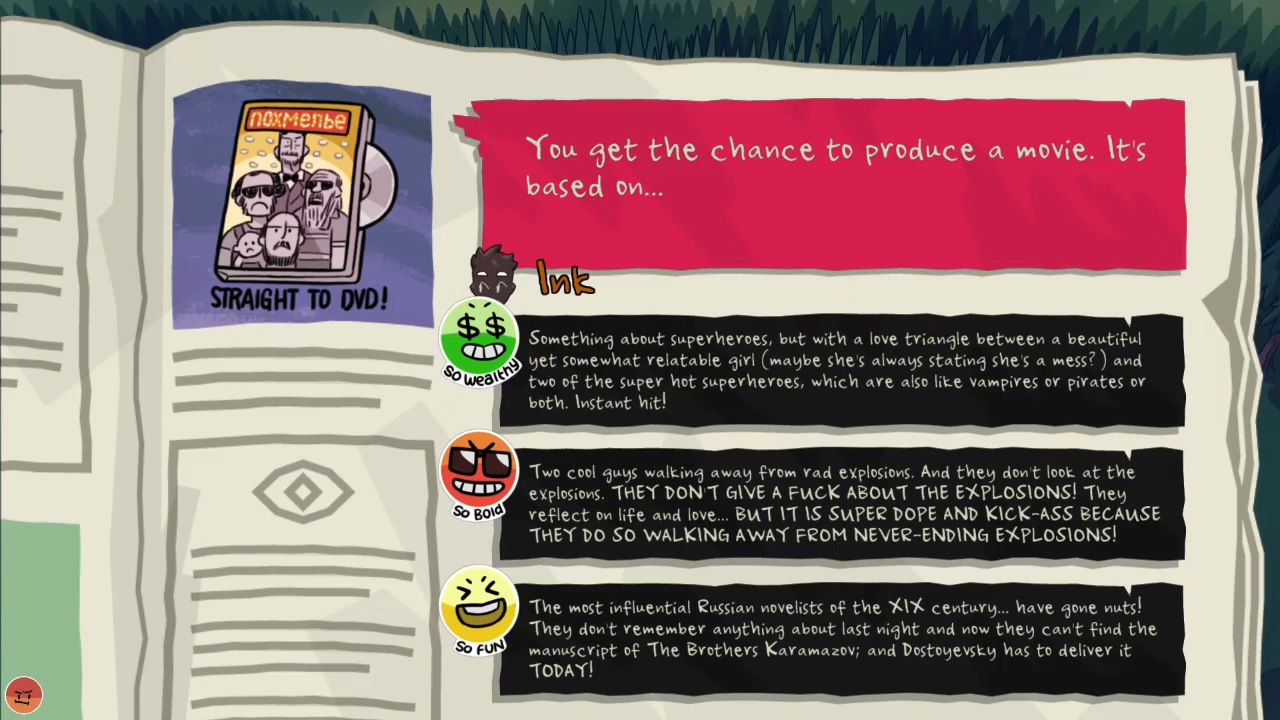 похмелье
STRAIGHT TO DVD!
You get the chance to produce a movie. It's
based on...
Ink
so wealthy
Something about superheroes, but with a love triangle between a beautiful
yet somewhat relatable girl (maybe she's always stating she's a mess?) and
two of the super hot superheroes, which are also like vampires or pirates or
both. Instant hit!
So Bold
Two cool guys walking away from rad explosions. And they don't look at the
explosions. THEY DON'T GIVE A FUCK ABOUT THE EXPLOSIONS! They
reflect on life and love... BUT IT IS SUPER DOPE AND KICK-ASS BECAUSE
THEY DO SO WALKING AWAY FROM NEVER-ENDING EXPLOSIONS!
So FUN
The most influential Russian novelists of the XIX century... have gone nuts!
They don't remember anything about last night and now they can't find the
manuscript of The Brothers Karamazov; and Dostoyevsky has to deliver it
TODAY!